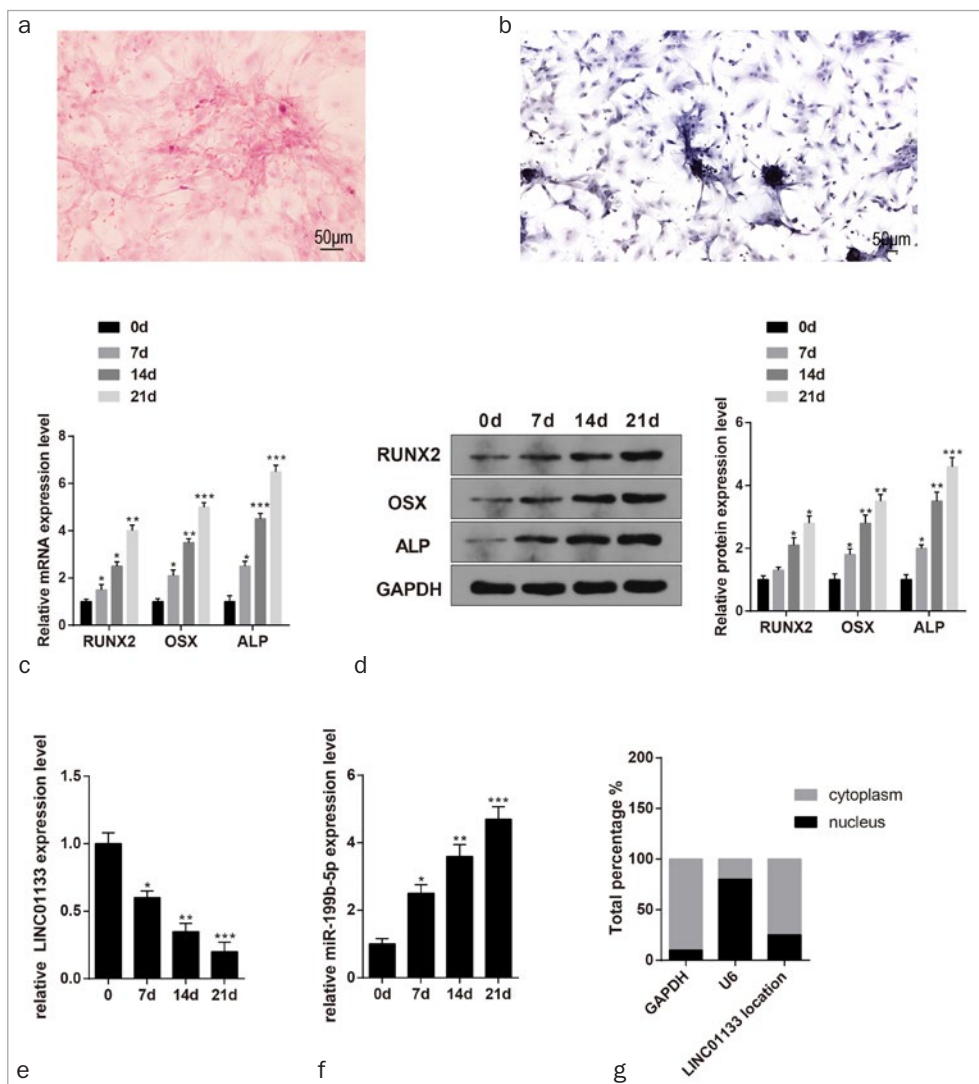 a
b
50μm
50μm
0d
7d
14d
21d
Relative mRNA expression level
8
6
4
2
0
* * **
* ** ***
* *** ***
RUNX2 OSX ALP
c
0d 7d 14d 21d
RUNX2
OSX
ALP
GAPDH
d
0d
7d
14d
21d
Relative protein expression level
6
4
2
0
* *
* ** **
* ** ***
RUNX2 OSX ALP
relative LINC01133 expression level
1.5
1.0
0.5
0.0
* ** ***
0 7d 14d 21d
e
relative miR-199b-5p expression level
6
4
2
0
* ** ***
0d 7d 14d 21d
f
Total percentage %
200
150
100
50
0
cytoplasm
nucleus
GAPDH
U6
LINC01133 location
g